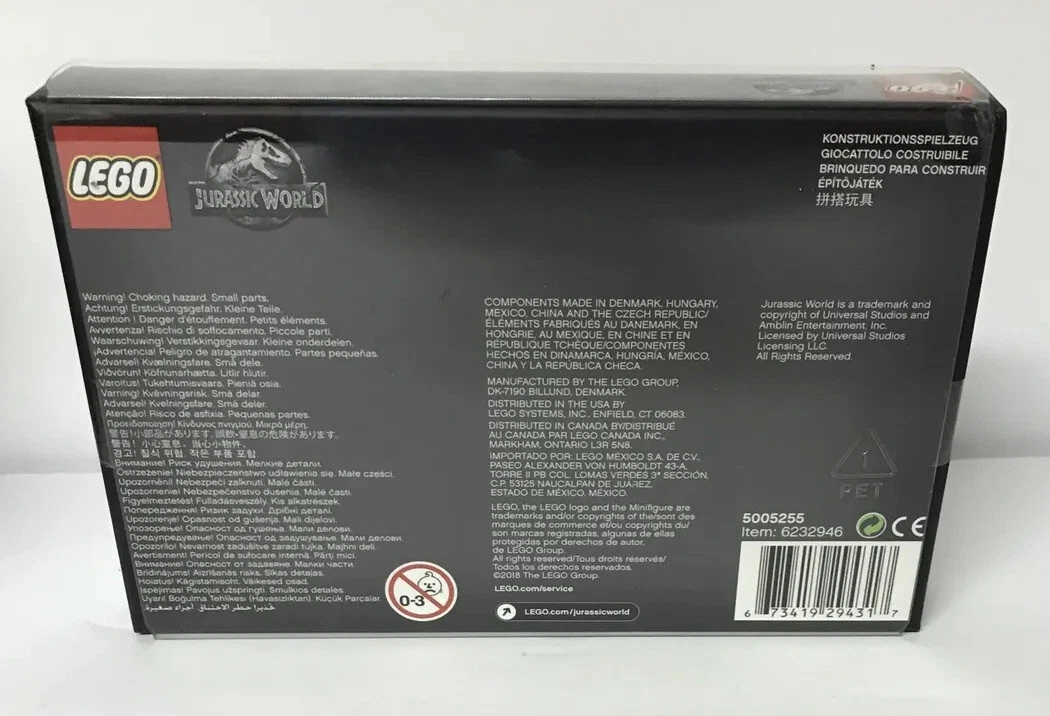 LEGO
LEGO
JURASSIC WORLD
KONSTRUKTIONSSPIELZEUG
GIOCATTOLO COSTRUIBILE
BRINQUEDO PARA CONSTRUIR
ÉPÍTŐJÁTÉK
拼搭玩具
Warning! Choking hazard. Small parts.
Achtung! Erstickungsgefahr. Kleine Teile.
Attention ! Danger d'étouffement. Petits éléments.
Avvertenza! Rischio di soffocamento. Piccole parti.
Waarschuwing! Verstikkingsgevaar. Kleine onderdelen.
¡Advertencia! Peligro de atragantamiento. Partes pequeñas.
Advarsel! Kvælningsfare. Små dele.
Viðvörun! Köfnunarhætta. Litlir hlutir.
Varoitus! Tukehtumisvaara. Pieniä osia.
Varning! Kvävningsrisk. Små delar.
Advarsel! Kvelningsfare. Små deler.
Atenção! Risco de asfixia. Pequenas partes.
Προειδοποίηση! Κίνδυνος πνιγμού. Μικρά μέρη.
警告!小部品があります。誤飲・窒息の危険があります。
警告！小心窒息。当心小物件。
경고! 질식 위험. 작은 부품 포함.
Внимание! Риск удушения. Мелкие детали.
Ostrzeżenie! Niebezpieczeństwo udławienia się. Małe części.
Upozornění! Nebezpečí zalknutí. Malé části.
Upozornenie! Nebezpečenstvo dusenia. Malé časti.
Figyelmeztetés! Fulladásveszély. Kis alkatrészek.
Попередження! Ризик задухи. Дрібні деталі.
Upozorenje! Opasnost od gušenja. Mali dijelovi.
Упозорење! Опасност од гушења. Мали делови.
Предупредување! Опасност од задушување. Мали делови.
Opozorilo! Nevarnost zadušitve zaradi tujka. Majhni deli.
Avertisment! Pericol de sufocare internă. Părţi mici.
Внимание! Опасност от задавяне. Малки части.
Brīdinājums! Aizrīšanās risks. Sīkas detaļas.
Hoiatus! Kägistamisoht. Väikesed osad.
Įspėjimas! Pavojus užspringti. Smulkios detalės.
Uyarı! Boğulma Tehlikesi (Havasızlıktan). Küçük Parçalar.
تحذير! خطر الاختناق. أجزاء صغيرة.
0-3
COMPONENTS MADE IN DENMARK, HUNGARY,
MEXICO, CHINA AND THE CZECH REPUBLIC/
ÉLÉMENTS FABRIQUÉS AU DANEMARK, EN
HONGRIE, AU MEXIQUE, EN CHINE ET EN
RÉPUBLIQUE TCHÈQUE/COMPONENTES
HECHOS EN DINAMARCA, HUNGRÍA, MÉXICO,
CHINA Y LA REPÚBLICA CHECA.
MANUFACTURED BY THE LEGO GROUP,
DK-7190 BILLUND, DENMARK.
DISTRIBUTED IN THE USA BY
LEGO SYSTEMS, INC., ENFIELD, CT 06083.
DISTRIBUTED IN CANADA BY/DISTRIBUÉ
AU CANADA PAR LEGO CANADA INC.,
MARKHAM, ONTARIO L3R 5N8.
IMPORTADO POR: LEGO MÉXICO S.A. DE C.V.,
PASEO ALEXANDER VON HUMBOLDT 43-A,
TORRE II PB COL. LOMAS VERDES 3ª SECCIÓN,
C.P. 53125 NAUCALPAN DE JUÁREZ,
ESTADO DE MÉXICO, MÉXICO.
LEGO, the LEGO logo and the Minifigure are
trademarks and/or copyrights of the/sont des
marques de commerce et/ou copyrights du/
son marcas registradas, algunas de ellas
protegidas por derechos de autor,
de LEGO Group.
All rights reserved/Tous droits réservés/
Todos los derechos reservados.
©2018 The LEGO Group.
LEGO.com/service
LEGO.com/jurassicworld
Jurassic World is a trademark and
copyright of Universal Studios and
Amblin Entertainment, Inc.
Licensed by Universal Studios
Licensing LLC.
All Rights Reserved.
1
PET
5005255
Item: 6232946
CE
6 73419 29431 7